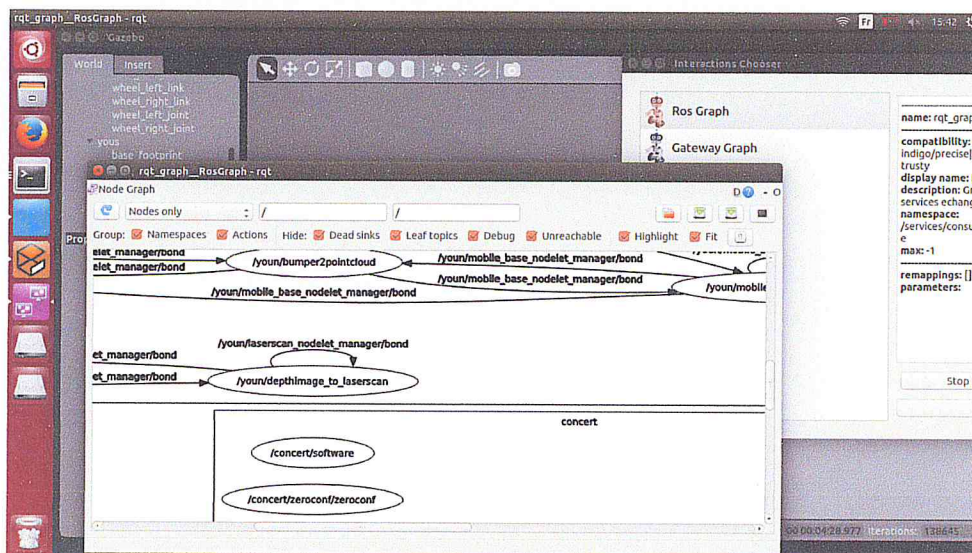 rqt_graph__RosGraph - rqt
Fr
15:42
Gazebo
World Insert
wheel_left_link
wheel_right_link
wheel_left_joint
wheel_right_joint
yous
base_footprint
Interactions Chooser
Ros Graph
Gateway Graph
name: rqt_grap
compatibility:
indigo/precise|
trusty
display name:
description: G
services echang
namespace:
/services/consu
e
max: -1
remappings: []
parameters:
Stop
Prop
rqt_graph__RosGraph - rqt
Node Graph
D ? - O
Nodes only / /
Group: Namespaces Actions Hide: Dead sinks Leaf topics Debug Unreachable Highlight Fit
elet_manager/bond
/youn/bumper2pointcloud
/youn/mobile_base_nodelet_manager/bond
elet_manager/bond
/youn/mobile_base_nodelet_manager/bond
/youn/mobil
/youn/mobile_base_nodelet_manager/bond
/youn/laserscan_nodelet_manager/bond
et_manager/bond
et_manager/bond
/youn/depthimage_to_laserscan
concert
/concert/software
/concert/zeroconf/zeroconf
00 00:04:28.977 Iterations: 138645